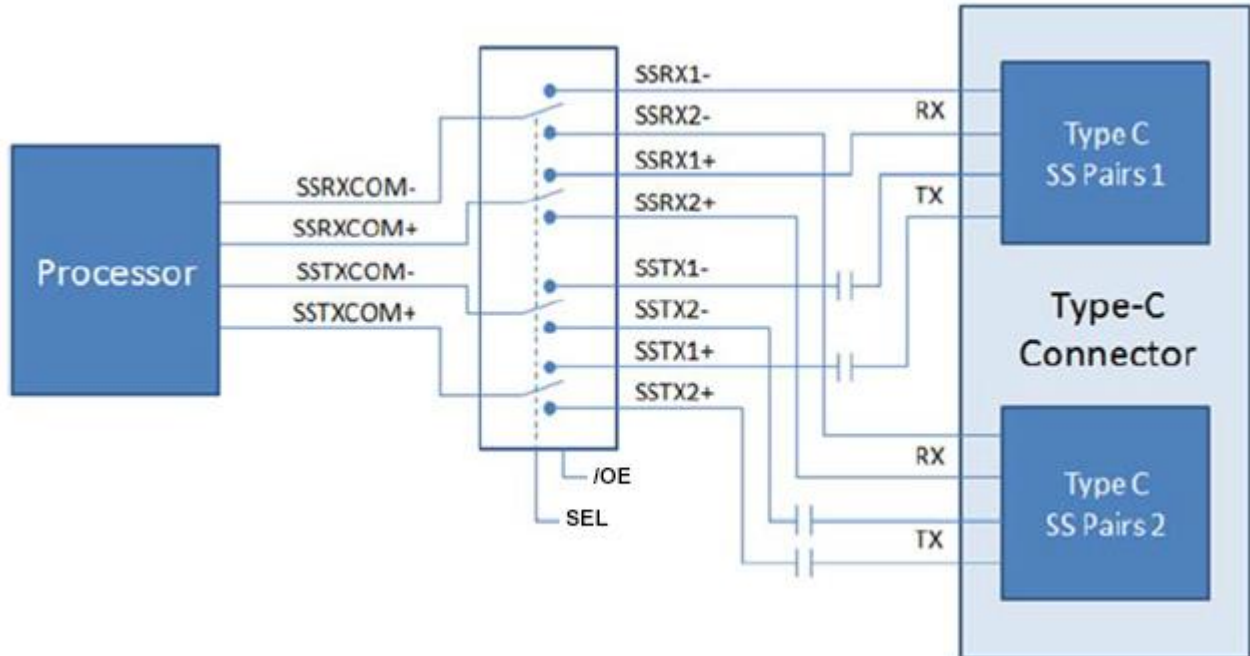 Processor
SSRXCOM-
SSRXCOM+
SSTXCOM-
SSTXCOM+
SSRX1-
SSRX2-
SSRX1+
SSRX2+
SSTX1-
SSTX2-
SSTX1+
SSTX2+
/OE
SEL
RX
TX
RX
TX
Type C
SS Pairs 1
Type-C
Connector
Type C
SS Pairs 2